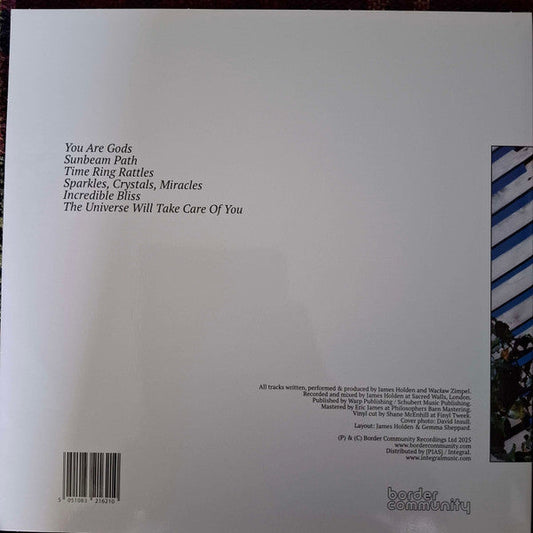 You Are Gods
Sunbeam Path
Time Ring Rattles
Sparkles, Crystals, Miracles
Incredible Bliss
The Universe Will Take Care Of You
All tracks written, performed & produced by James Holden and Wacław Zimpel.
Recorded and mixed by James Holden at Sacred Walls, London.
Published by Warp Publishing / Schubert Music Publishing.
Mastered by Eric James at Philosophers Barn Mastering.
Vinyl cut by Shane McEnhill at Finyl Tweek.
Cover photo: David Inull.
Layout: James Holden & Gemma Sheppard.
(P) & (C) Border Community Recordings Ltd 2025
www.bordercommunity.com
Distributed by [PIAS] / Integral.
www.integralmusic.com
5 051083 216210
border
community